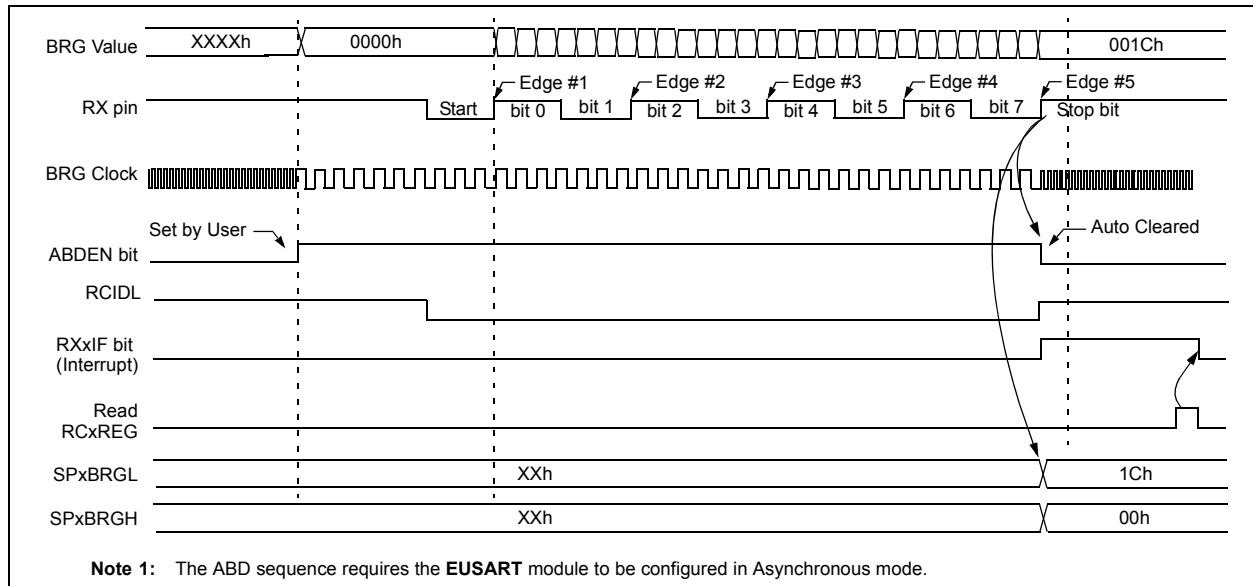 BRG Value XXXXh 0000h 001Ch
Edge #1 Edge #2 Edge #3 Edge #4 Edge #5
RX pin Start bit 0 bit 1 bit 2 bit 3 bit 4 bit 5 bit 6 bit 7 Stop bit
BRG Clock
Set by User Auto Cleared
ABDEN bit
RCIDL
RXxIF bit
(Interrupt)
Read
RCxREG
SPxBRGL XXh 1Ch
SPxBRGH XXh 00h
Note 1: The ABD sequence requires the EUSART module to be configured in Asynchronous mode.